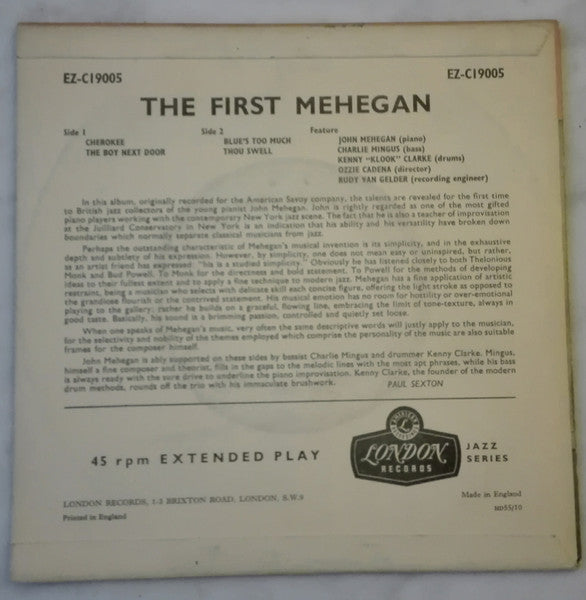 EZ-C19005
EZ-C19005
THE FIRST MEHEGAN
Side 1
CHEROKEE
THE BOY NEXT DOOR
Side 2
BLUE'S TOO MUCH
THOU SWELL
Feature
JOHN MEHEGAN (piano)
CHARLIE MINGUS (bass)
KENNY "KLOOK" CLARKE (drums)
OZZIE CADENA (director)
RUDY VAN GELDER (recording engineer)
In this album, originally recorded for the American Savoy company, the talents are revealed for the first time
to British jazz collectors of the young pianist John Mehegan. John is rightly regarded as one of the most gifted
piano players working with the contemporary New York jazz scene. The fact that he is also a teacher of improvisation
at the Juilliard Conservatory in New York is an indication that his ability and his versatility have broken down
boundaries which normally separate classical musicians from jazz.
Perhaps the outstanding characteristic of Mehegan's musical invention is its simplicity, and in the exhaustive
depth and subtlety of his expression. However, by simplicity, one does not mean easy or uninspired, but rather,
as an artist friend has expressed "his is a studied simplicity." Obviously he has listened closely to both Thelonious
Monk and Bud Powell. To Monk for the directness and bold statement. To Powell for the methods of developing
ideas to their fullest extent and to apply a fine technique to modern jazz. Mehegan has a fine application of artistic
restraint, being a musician who selects with delicate skill each concise figure, offering the light stroke as opposed to
the grandiose flourish or the contrived statement. His musical emotion has no room for hostility or over-emotional
playing to the gallery; rather he builds on a graceful, flowing line, embracing the limit of tone-texture, always in
good taste. Basically, his sound is a brimming passion, controlled and quietly set loose.
When one speaks of Mehegan's music, very often the same descriptive words will justly apply to the musician,
for the selectivity and nobility of the themes employed which comprise the personality of the music are also suitable
frames for the composer himself.
John Mehegan is ably supported on these sides by bassist Charlie Mingus and drummer Kenny Clarke. Mingus,
himself a fine composer and theorist, fills in the gaps to the melodic lines with the most apt phrases, while his bass
is always ready with the sure drive to underline the piano improvisation. Kenny Clarke, the founder of the modern
drum methods, rounds off the trio with his immaculate brushwork.
PAUL SEXTON
45 rpm EXTENDED PLAY
AMERICAN
L
LONDON
RECORDS
JAZZ
SERIES
LONDON RECORDS, 1-3 BRIXTON ROAD, LONDON, S.W.9
Printed in England
Made in England
BD55/10